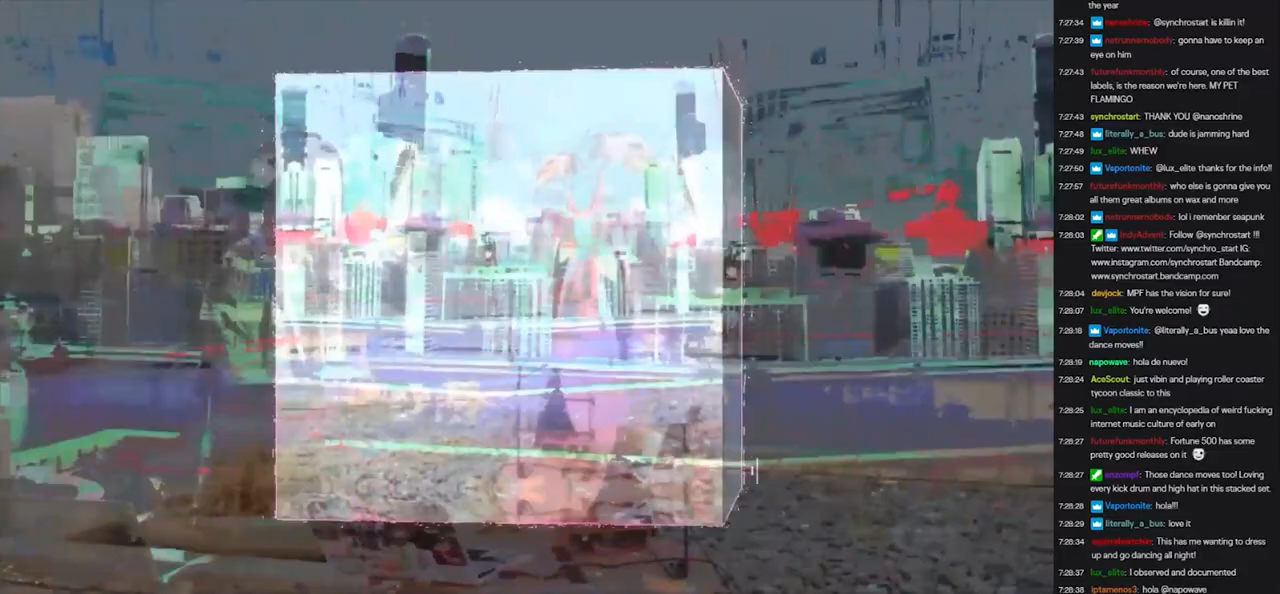 the year
7:27:34 nanoshrine: @synchrostart is killin it!
7:27:39 netrunnernobody: gonna have to keep an
eye on him
7:27:43 futurefunkmonthly: of course, one of the best
labels, is the reason we're here. MY PET
FLAMINGO
7:27:43 synchrostart: THANK YOU @nanoshrine
7:27:48 literally_a_bus: dude is jamming hard
7:27:49 lux_elite: WHEW
7:27:50 Vaportonite: @lux_elite thanks for the info!!
7:27:57 futurefunkmonthly: who else is gonna give you
all them great albums on wax and more
7:28:02 netrunnernobody: lol i remember seapunk
7:28:03 IndyAdvant: Follow @synchrostart !!!
Twitter: www.twitter.com/synchro_start IG:
www.instagram.com/synchrostart Bandcamp:
www.synchrostart.bandcamp.com
7:28:04 devjock: MPF has the vision for sure!
7:28:07 lux_elite: You're welcome!
7:28:18 Vaportonite: @literally_a_bus yeaa love the
dance moves!!
7:28:19 napowave: hola de nuevo!
7:28:24 AceScout: just vibin and playing roller coaster
tycoon classic to this
7:28:25 lux_elite: I am an encyclopedia of weird fucking
internet music culture of early on
7:28:27 futurefunkmonthly: Fortune 500 has some
pretty good releases on it
7:28:27 enzompf: Those dance moves too! Loving
every kick drum and high hat in this stacked set.
7:28:28 Vaportonite: hola!!!
7:28:29 literally_a_bus: love it
7:28:34 This has me wanting to dress
up and go dancing all night!
7:28:37 lux_elite: I observed and documented
7:28:38 iptamenos3: hola @napowave